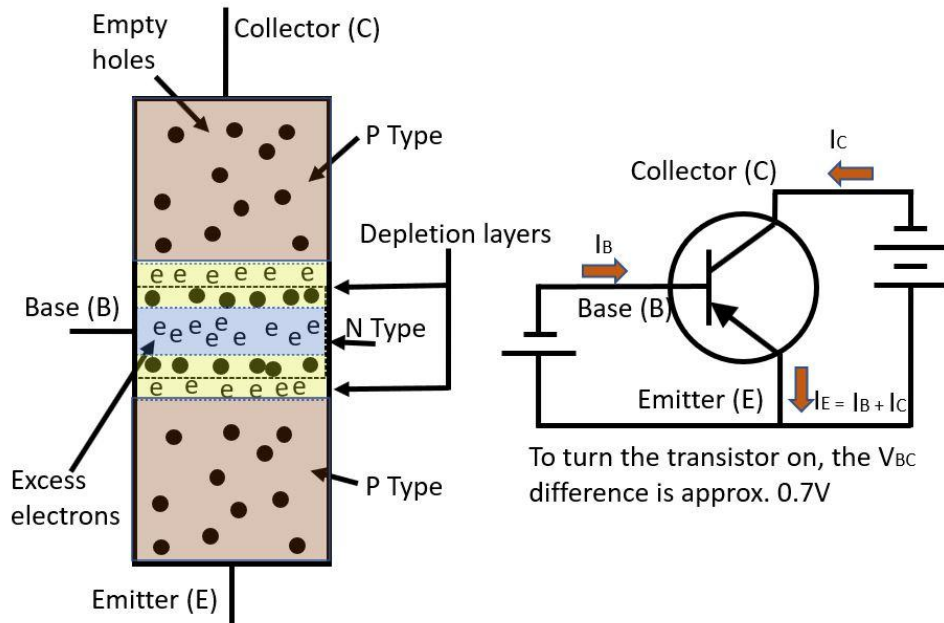 Empty
holes
Collector (C)
P Type
Depletion layers
e e e e e e
Base (B)
N Type
e e e e e e e e
e e e e e e
Excess
electrons
P Type
Emitter (E)
IC
Collector (C)
IB
Base (B)
Emitter (E)
IE = IB + IC
To turn the transistor on, the VBC
difference is approx. 0.7V